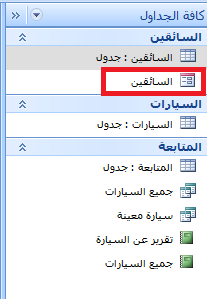 كافة الجداول
السائقين
السائقين : جدول
السائقين
السيارات
السيارات : جدول
المتابعة
المتابعة : جدول
جميع السيارات
سيارة معينة
تقرير عن السيارة
جميع السيارات